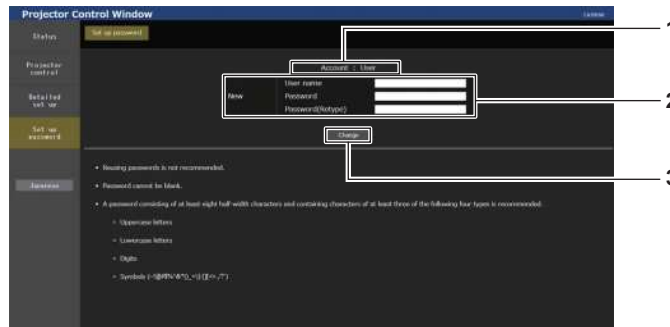 Projector Control Window
1
Status
Set up password
Projector control
Account : User
Detailed set up
New
User name
Password
Password(Retype)
2
Set up password
Change
3
Japanese
• Reusing passwords is not recommended.
• Password cannot be blank.
• A password consisting of at least eight half-width characters and containing characters of at least three of the following four types is recommended.
Uppercase letters
Lowercase letters
Digits
Symbols